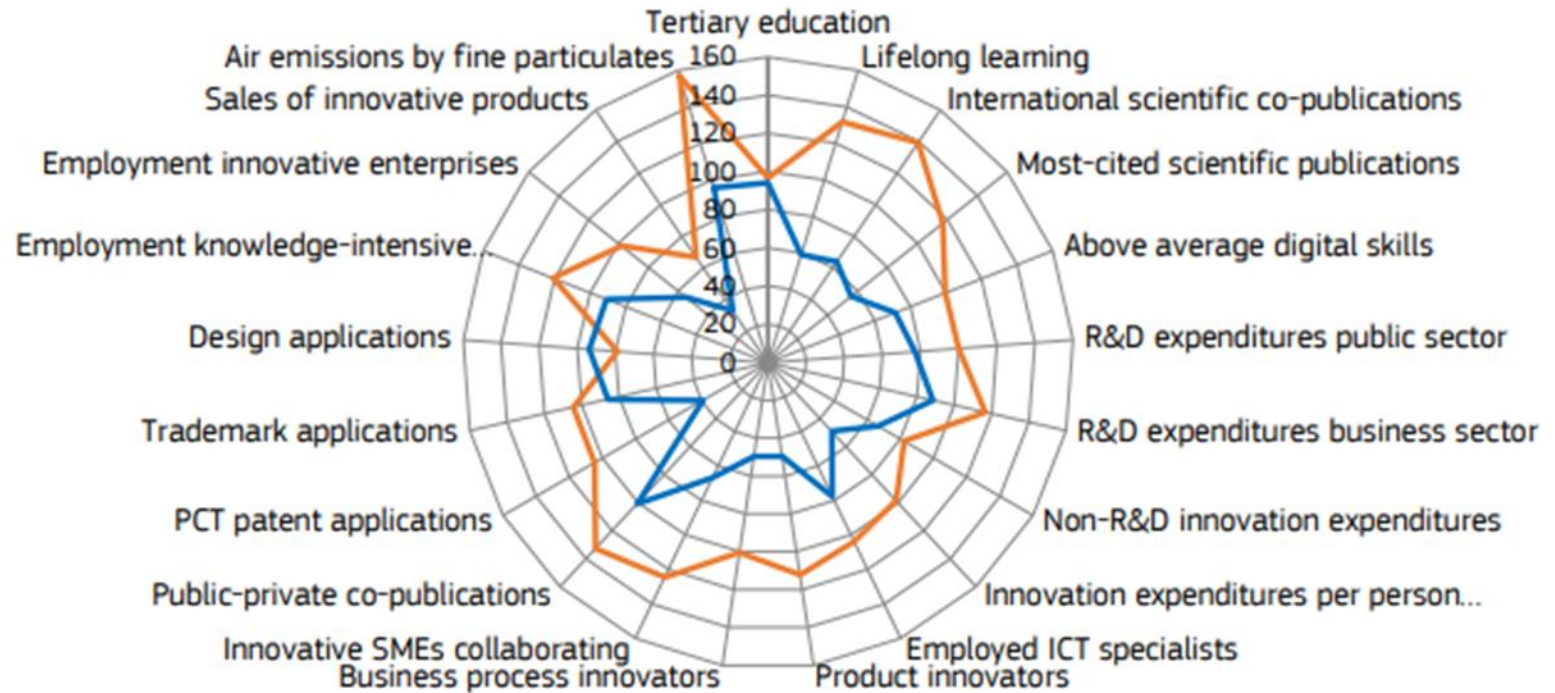 Tertiary education
Air emissions by fine particulates
160
Lifelong learning
Sales of innovative products
140
International scientific co-publications
120
Employment innovative enterprises
100
Most-cited scientific publications
80
Employment knowledge-intensive...
60
Above average digital skills
40
Design applications
20
R&D expenditures public sector
0
Trademark applications
R&D expenditures business sector
PCT patent applications
Non-R&D innovation expenditures
Public-private co-publications
Innovation expenditures per person...
Innovative SMEs collaborating
Employed ICT specialists
Business process innovators
Product innovators